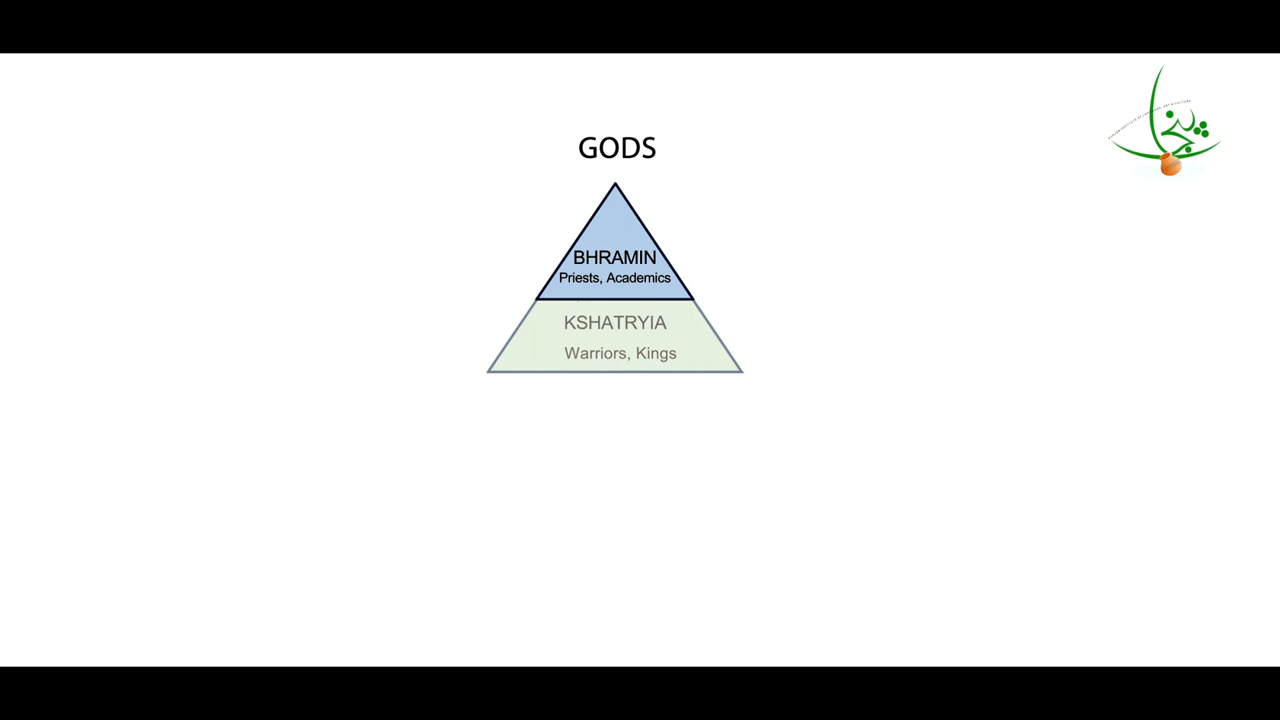 GODS
BHRAMIN
Priests, Academics
KSHATRYIA
Warriors, Kings